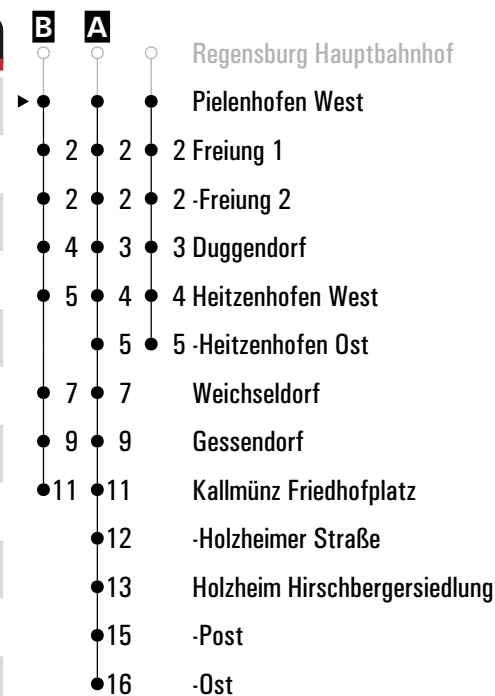 B A
Regensburg Hauptbahnhof
Pielenhofen West
2 2 2 Freiung 1
2 2 2 -Freiung 2
4 3 3 Duggendorf
5 4 4 Heitzenhofen West
5 5 -Heitzenhofen Ost
7 7 Weichseldorf
9 9 Gessendorf
11 11 Kallmünz Friedhofplatz
12 -Holzheimer Straße
13 Holzheim Hirschbergersiedlung
15 -Post
16 -Ost